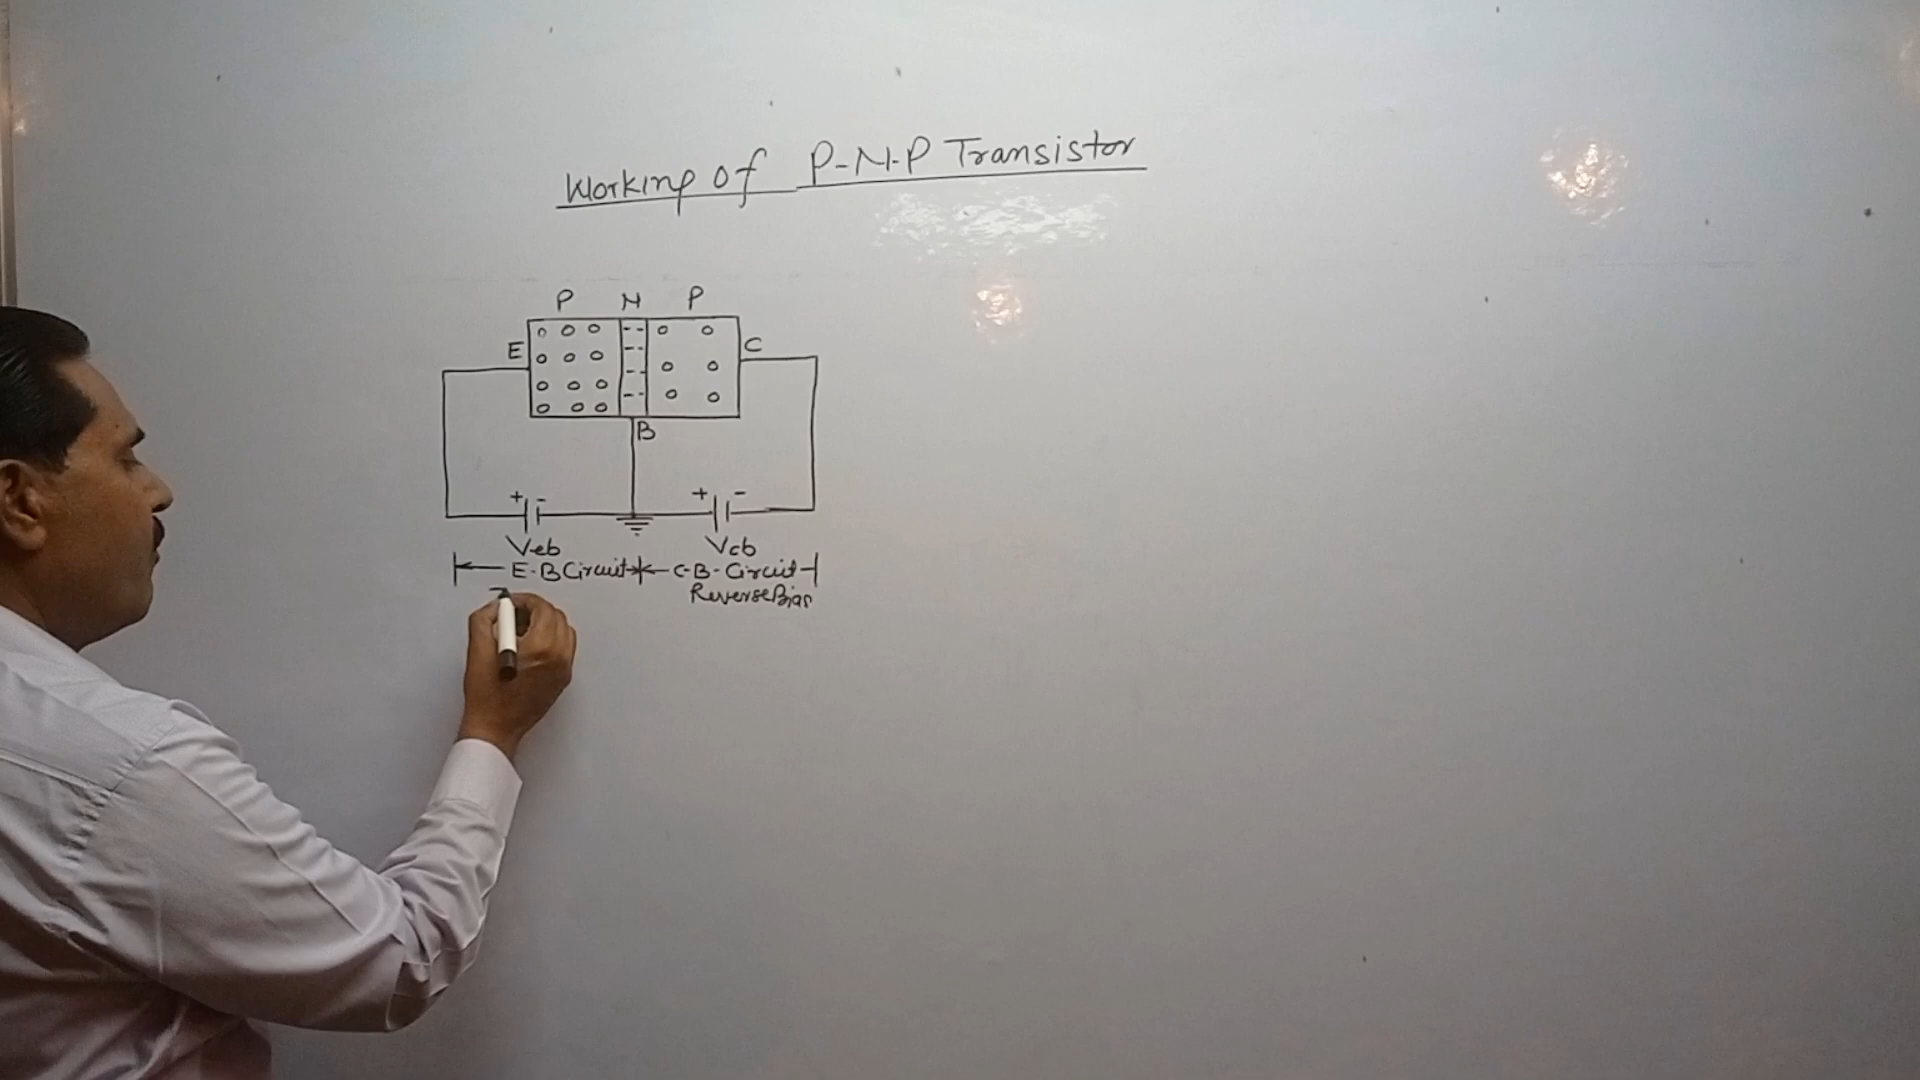 Working of P-N-P Transistor
P N P
E C
B
+ - + -
Veb Vcb
E-B Circuit C-B-Circuit
Reverse Bias